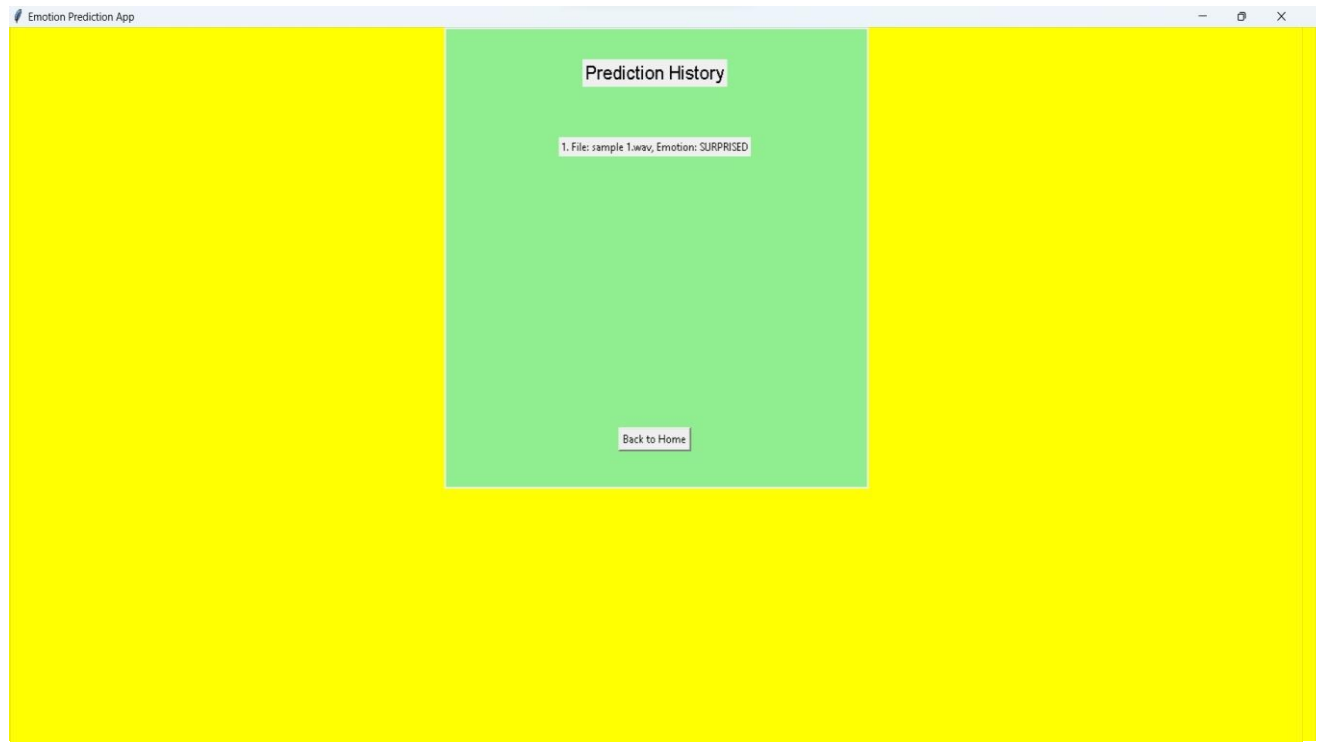 Emotion Prediction App
Prediction History
1. File: sample 1.wav, Emotion: SURPRISED
Back to Home